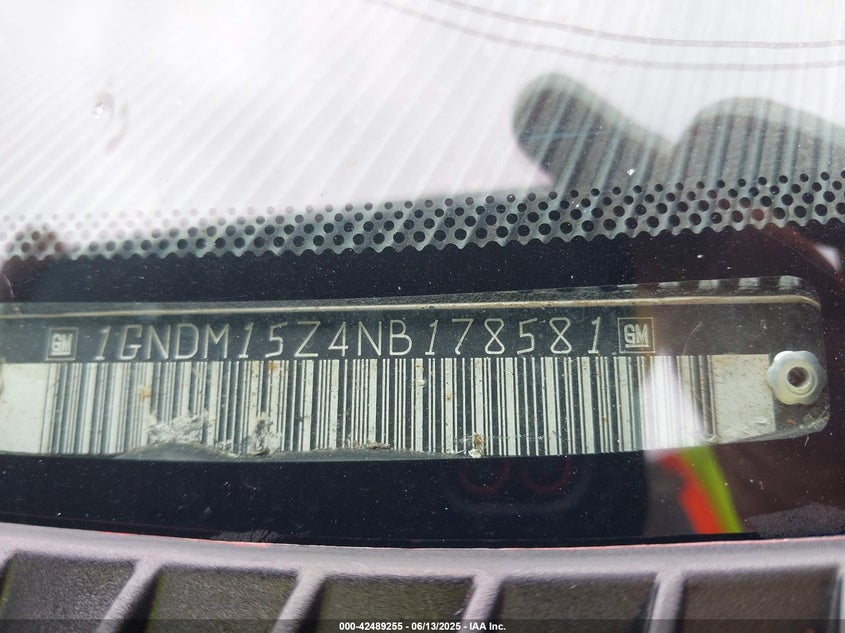 GM 1GNDM15Z4NB178581 GM
000-42489255 - 06/13/2025 - IAA Inc.